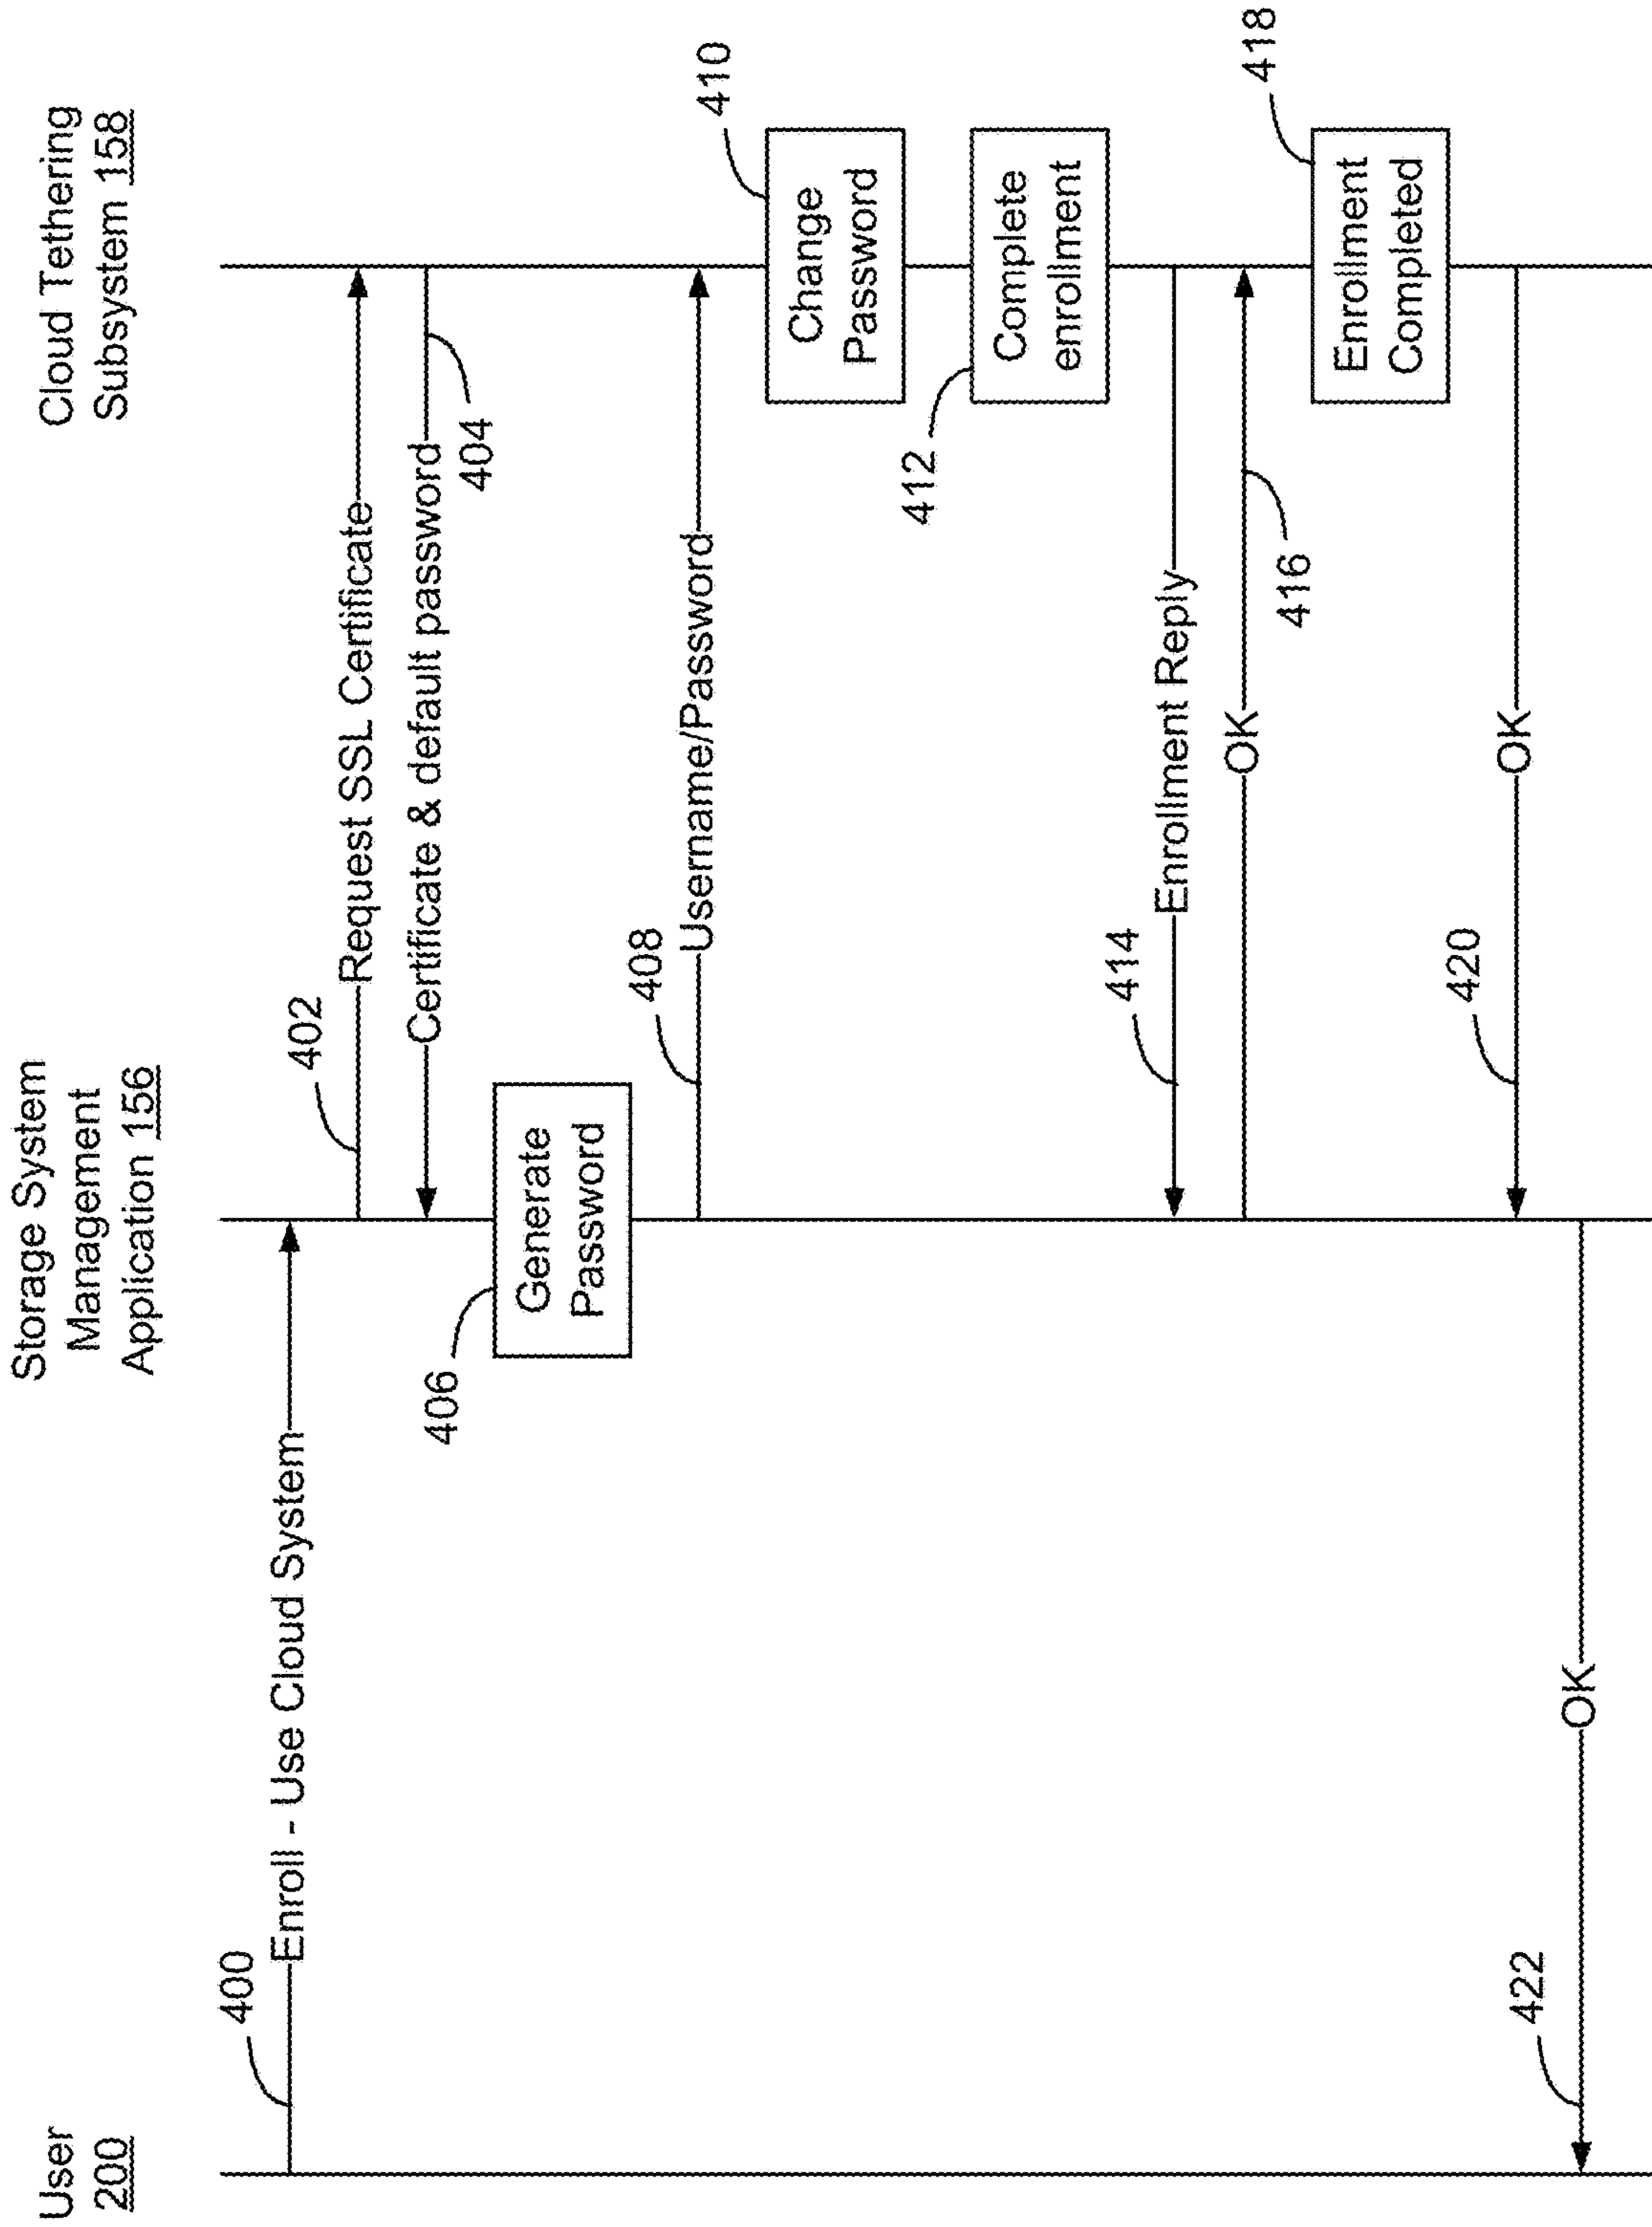 User
200
Storage System
Management
Application 156
Cloud Tethering
Subsystem 158
400
Enroll - Use Cloud System
402
Request SSL Certificate
Certificate & default password
404
406
Generate
Password
408
Username/Password
410
Change
Password
412
Complete
enrollment
414
Enrollment Reply
OK
416
418
Enrollment
Completed
420
OK
422
OK